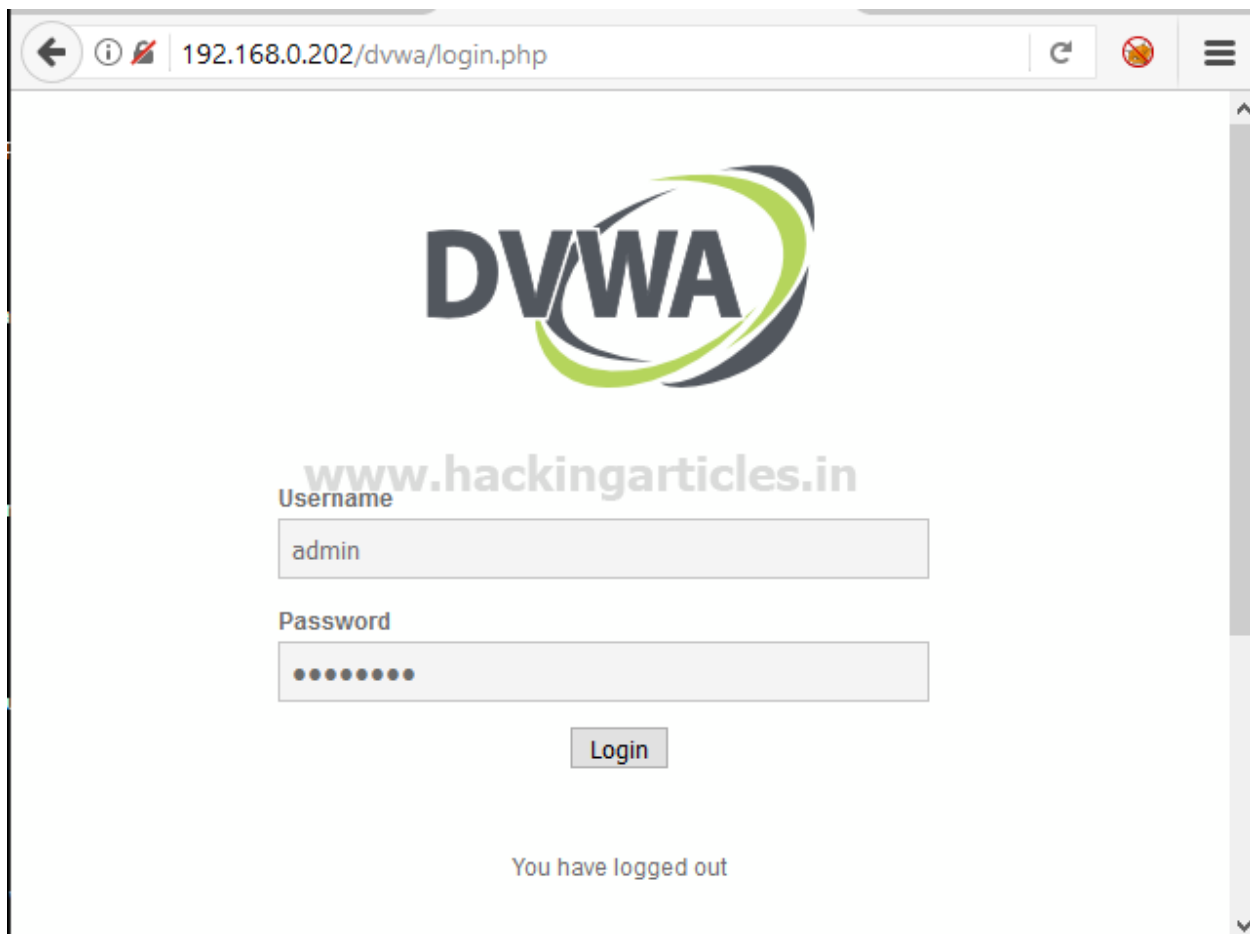 192.168.0.202/dvwa/login.php
DVWA
www.hackingarticles.in
Username
admin
Password
••••••••
Login
You have logged out